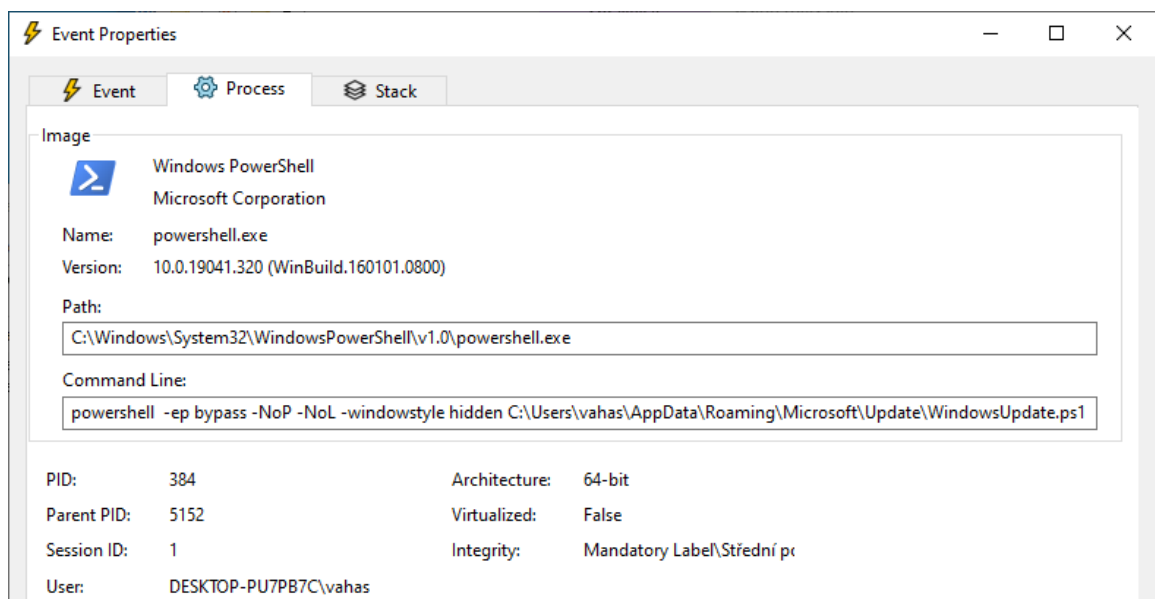 Event Properties
Event
Process
Stack
Image
Windows PowerShell
Microsoft Corporation
Name: powershell.exe
Version: 10.0.19041.320 (WinBuild.160101.0800)
Path:
C:\Windows\System32\WindowsPowerShell\v1.0\powershell.exe
Command Line:
powershell  -ep bypass -NoP -NoL -windowstyle hidden C:\Users\vahas\AppData\Roaming\Microsoft\Update\WindowsUpdate.ps1
PID: 384 Architecture: 64-bit
Parent PID: 5152 Virtualized: False
Session ID: 1 Integrity: Mandatory Label\Střední
User: DESKTOP-PU7PB7C\vahas